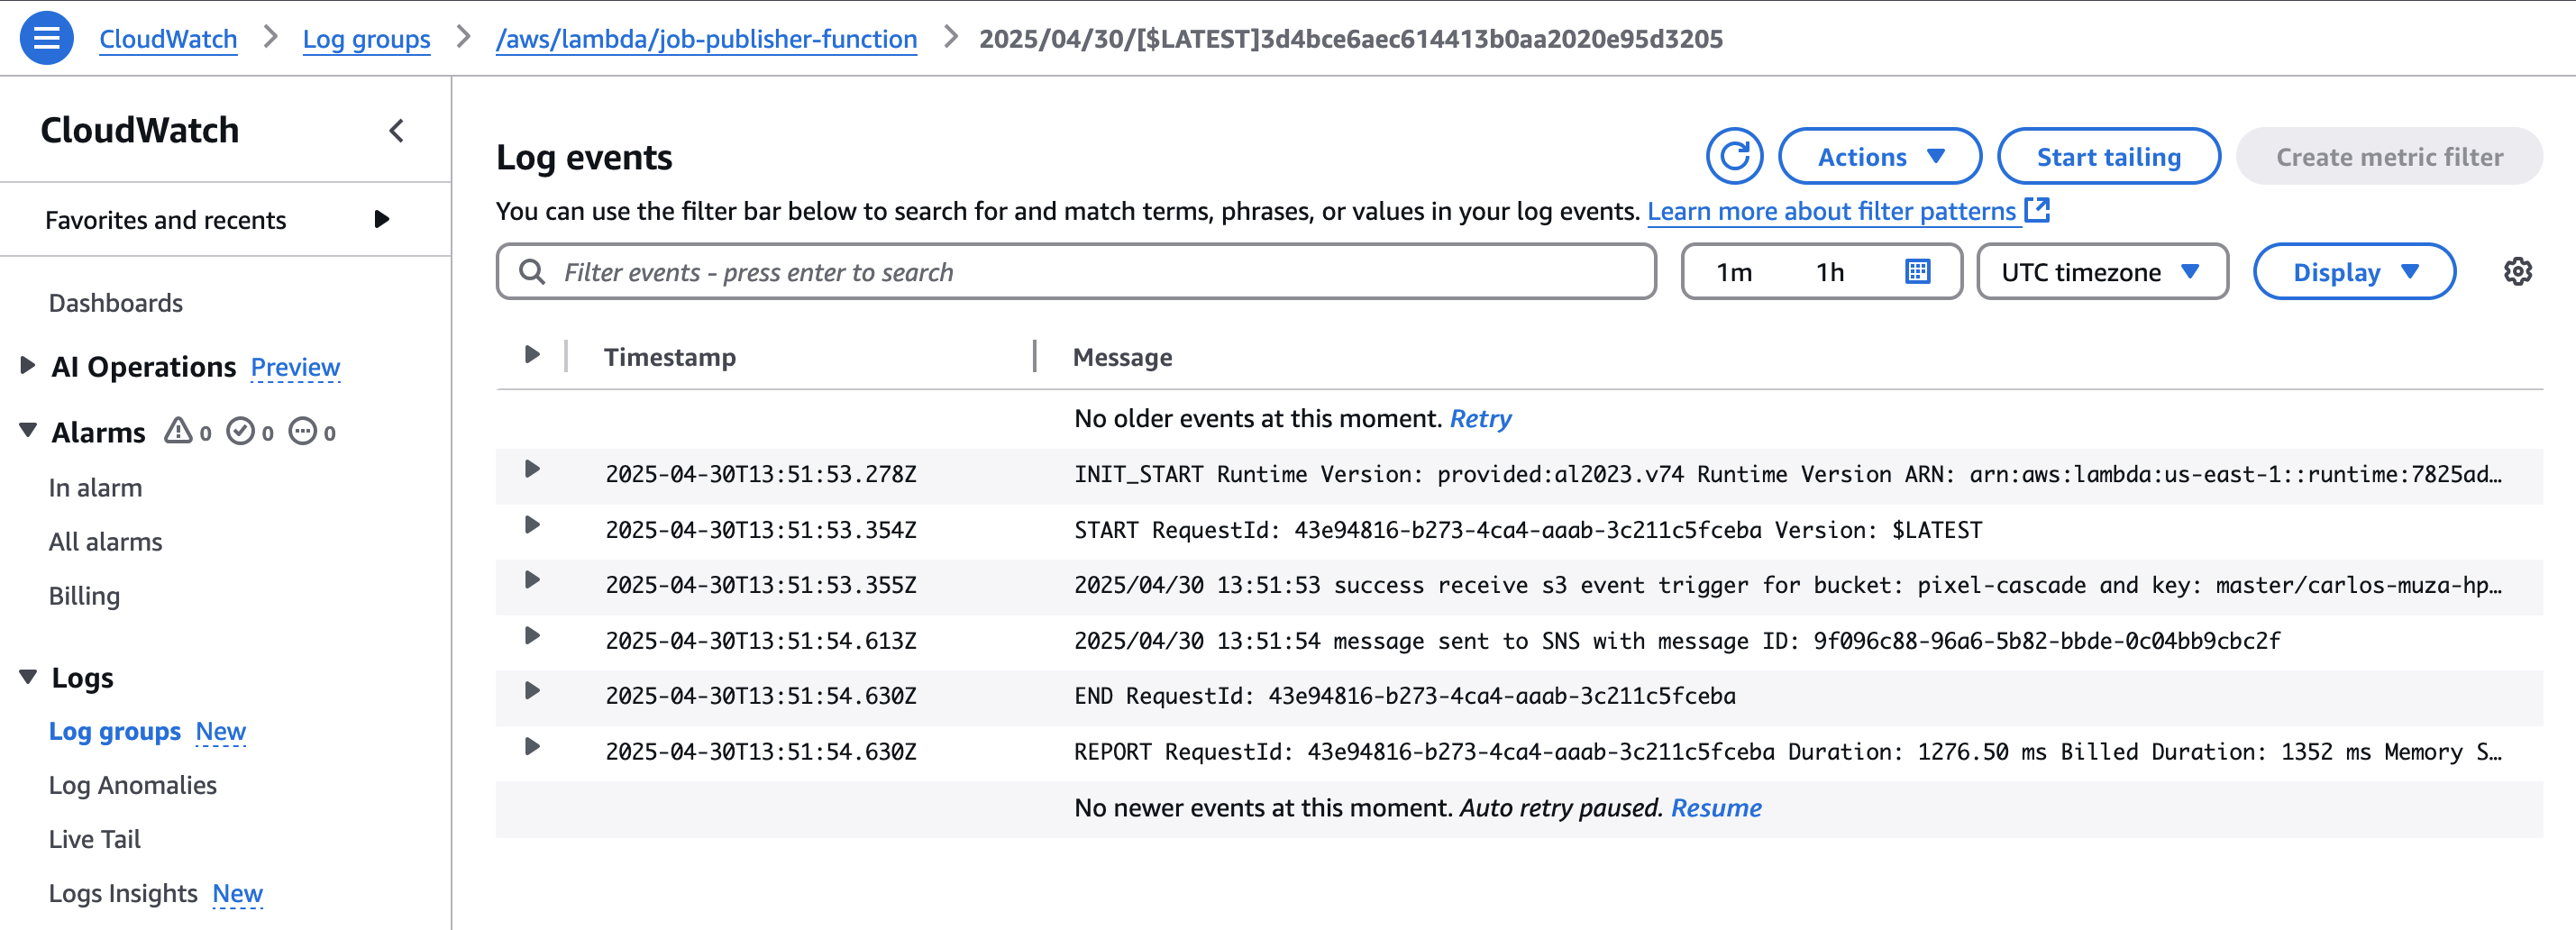 CloudWatch > Log groups > /aws/lambda/job-publisher-function > 2025/04/30/[$LATEST]3d4bce6aec614413b0aa2020e95d3205
CloudWatch
Favorites and recents
Dashboards
AI Operations Preview
Alarms 0 0 0
In alarm
All alarms
Billing
Logs
Log groups New
Log Anomalies
Live Tail
Logs Insights New
Log events
Actions
Start tailing
Create metric filter
You can use the filter bar below to search for and match terms, phrases, or values in your log events. Learn more about filter patterns
Filter events - press enter to search
1m 1h
UTC timezone
Display
Timestamp Message
No older events at this moment. Retry
2025-04-30T13:51:53.278Z INIT_START Runtime Version: provided:al2023.v74 Runtime Version ARN: arn:aws:lambda:us-east-1::runtime:7825ad…
2025-04-30T13:51:53.354Z START RequestId: 43e94816-b273-4ca4-aaab-3c211c5fceba Version: $LATEST
2025-04-30T13:51:53.355Z 2025/04/30 13:51:53 success receive s3 event trigger for bucket: pixel-cascade and key: master/carlos-muza-hp…
2025-04-30T13:51:54.613Z 2025/04/30 13:51:54 message sent to SNS with message ID: 9f096c88-96a6-5b82-bbde-0c04bb9cbc2f
2025-04-30T13:51:54.630Z END RequestId: 43e94816-b273-4ca4-aaab-3c211c5fceba
2025-04-30T13:51:54.630Z REPORT RequestId: 43e94816-b273-4ca4-aaab-3c211c5fceba Duration: 1276.50 ms Billed Duration: 1352 ms Memory S…
No newer events at this moment. Auto retry paused. Resume